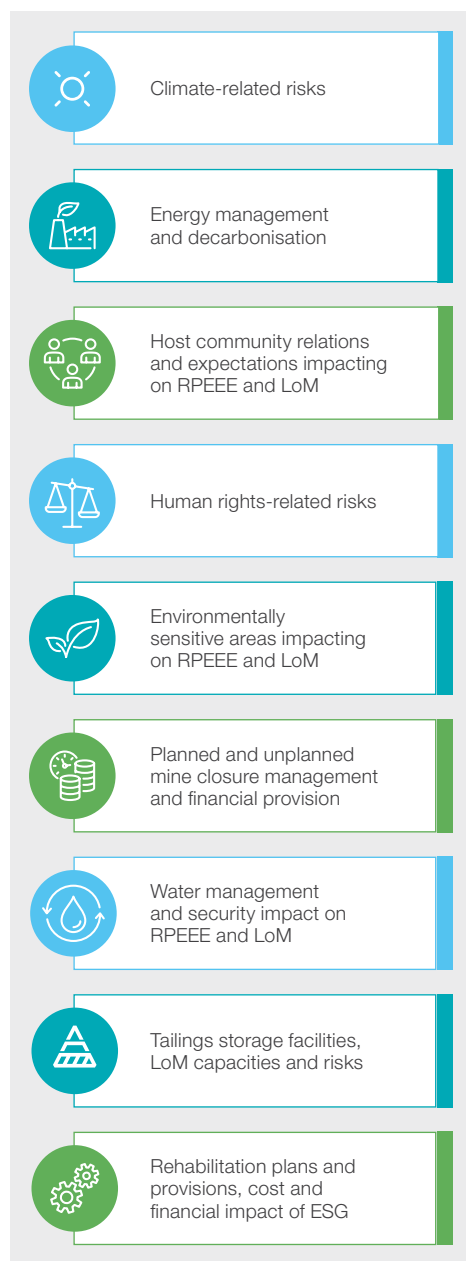 Climate-related risks
Energy management
and decarbonisation
Host community relations
and expectations impacting
on RPEEE and LoM
Human rights-related risks
Environmentally
sensitive areas impacting
on RPEEE and LoM
Planned and unplanned
mine closure management
and financial provision
Water management
and security impact on
RPEEE and LoM
Tailings storage facilities,
LoM capacities and risks
Rehabilitation plans and
provisions, cost and
financial impact of ESG